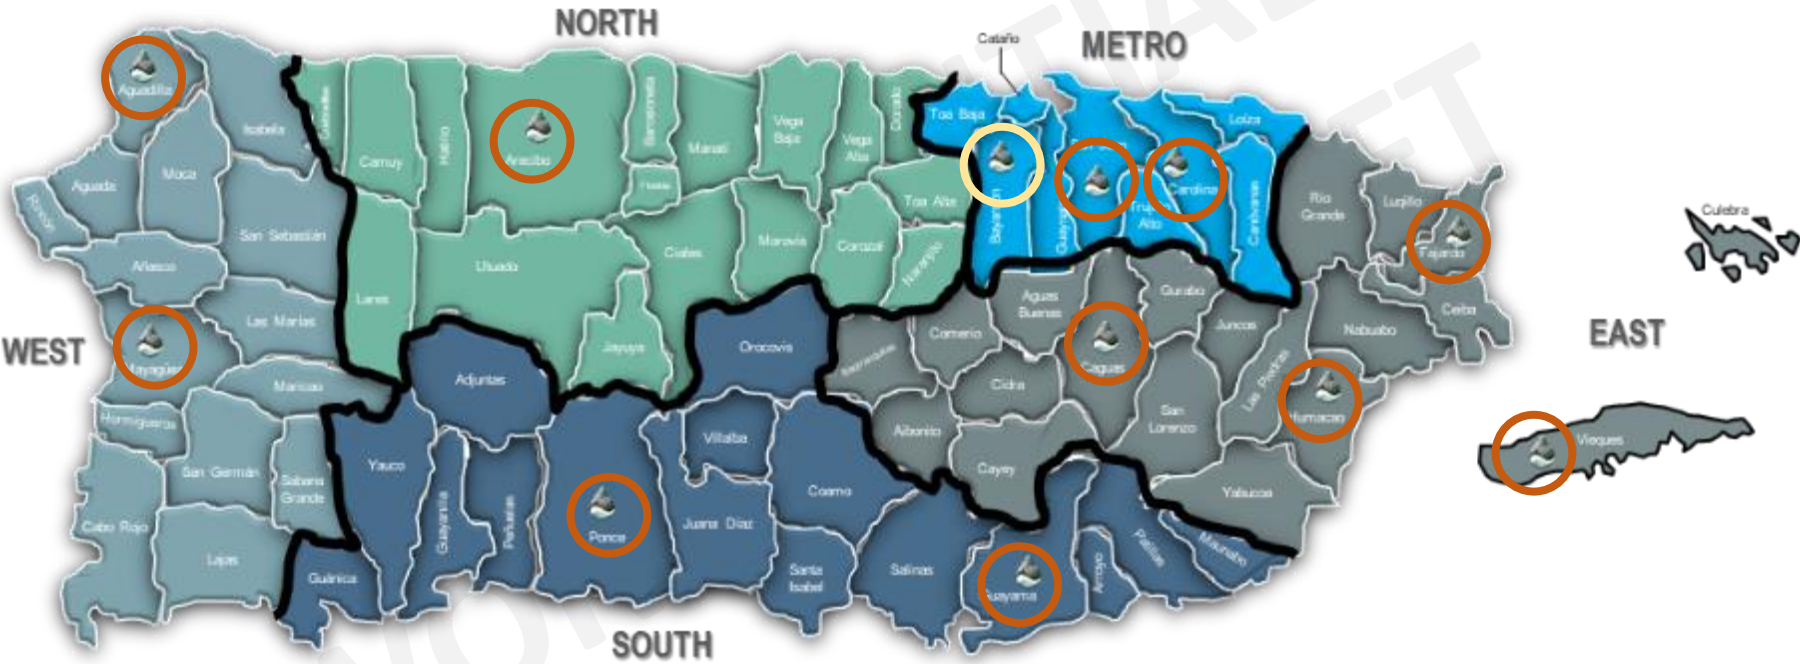 NORTH
METRO
Cataño
Aguadilla
Isabela
Camuy
Hatillo
Arecibo
Barceloneta
Manatí
Vega
Baja
Vega
Alta
Dorado
Toa Baja
Loíza
Aguada
Moca
Rincón
San Sebastián
Añasco
Lares
Utuado
Florida
Ciales
Morovis
Corozal
Toa Alta
Naranjito
Bayamón
Guaynabo
Carolina
Trujillo
Alto
Canóvanas
Río
Grande
Luqillo
Fajardo
Ceiba
Culebra
WEST
Mayagüez
Las Marías
Maricao
Hormigueros
San Germán
Sabana
Grande
Cabo Rojo
Lajas
Jayuya
Orocovis
Adjuntas
Aguas
Buenas
Gurabo
Juncos
Comerio
Cidra
Caguas
Las Piedras
Naguabo
Humacao
EAST
Vieques
Yauco
Guayanilla
Peñuelas
Ponce
Villalba
Juana Díaz
Coamo
Aibonito
Cayey
San
Lorenzo
Yabucoa
Guánica
Santa
Isabel
Salinas
Guayama
Arroyo
Patillas
Maunabo
SOUTH